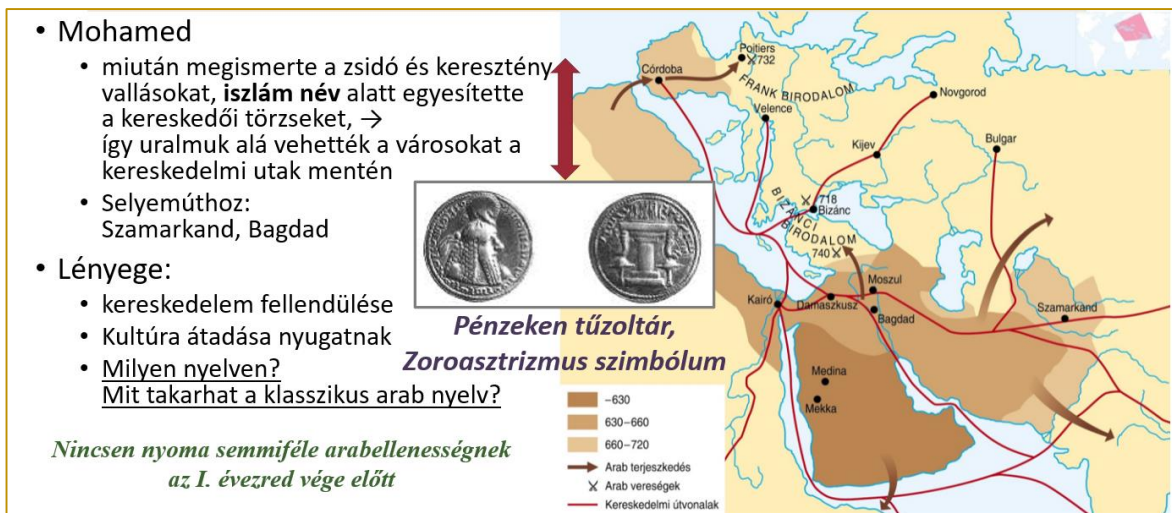 • Mohamed
• miután megismerte a zsidó és keresztény
vallásokat, iszlám név alatt egyesítette
a kereskedői törzseket, →
így uralmuk alá vehették a városokat a
kereskedelmi utak mentén
• Selyemúthoz:
Szamarkand, Bagdad
• Lényege:
• kereskedelem fellendülése
• Kultúra átadása nyugatnak
• Milyen nyelven?
Mit takarhat a klasszikus arab nyelv?
Nincsen nyoma semmiféle arabellenességnek
az I. évezred vége előtt
Pénzeken tűzoltár,
Zoroasztrizmus szimbólum
Poitiers
732
Córdoba
FRANK BIRODALOM
Velence
Novgorod
Kijev
Bulgar
718
Bizánc
BIZÁNCI
BIRODALOM
740
Moszul
Kairó
Damaszkusz
Bagdad
Szamarkand
Medina
Mekka
–630
630–660
660–720
Arab terjeszkedés
Arab vereségek
Kereskedelmi útvonalak